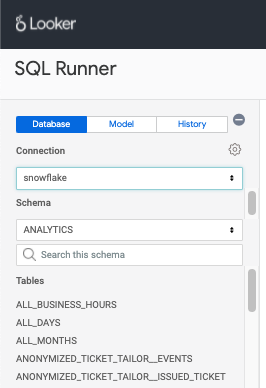 Looker
SQL Runner
Database
Model
History
Connection
snowflake
Schema
ANALYTICS
Search this schema
Tables
ALL_BUSINESS_HOURS
ALL_DAYS
ALL_MONTHS
ANONYMIZED_TICKET_TAILOR__EVENTS
ANONYMIZED_TICKET_TAILOR__ISSUED_TICKET